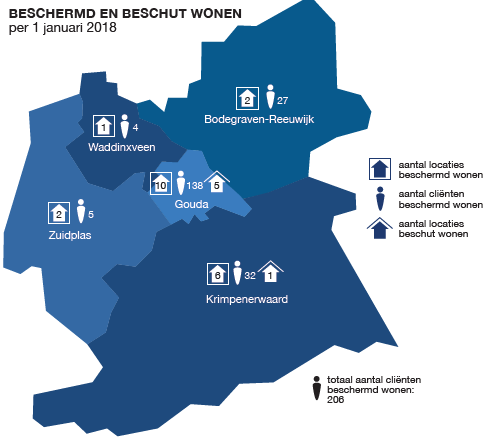 BESCHERMD EN BESCHUT WONEN
per 1 januari 2018
2 27
Bodegraven-Reeuwijk
1 4
Waddinxveen
10 138 5
Gouda
2 5
Zuidplas
6 32 1
Krimpenerwaard
aantal locaties
beschermd wonen
aantal cliënten
beschermd wonen
aantal locaties
beschut wonen
totaal aantal cliënten
beschermd wonen:
206